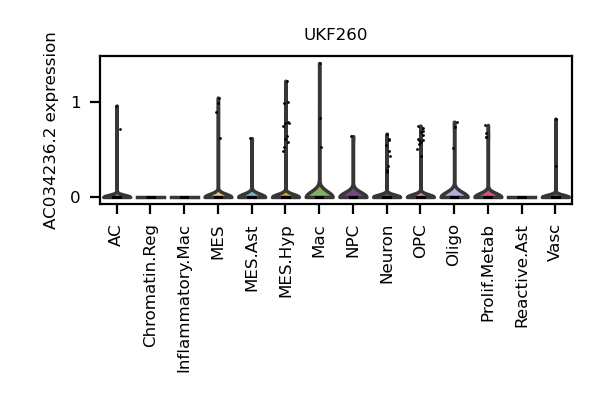 UKF260
AC034236.2 expression
1
0
AC
Chromatin.Reg
Inflammatory.Mac
MES
MES.Ast
MES.Hyp
Mac
NPC
Neuron
OPC
Oligo
Prolif.Metab
Reactive.Ast
Vasc